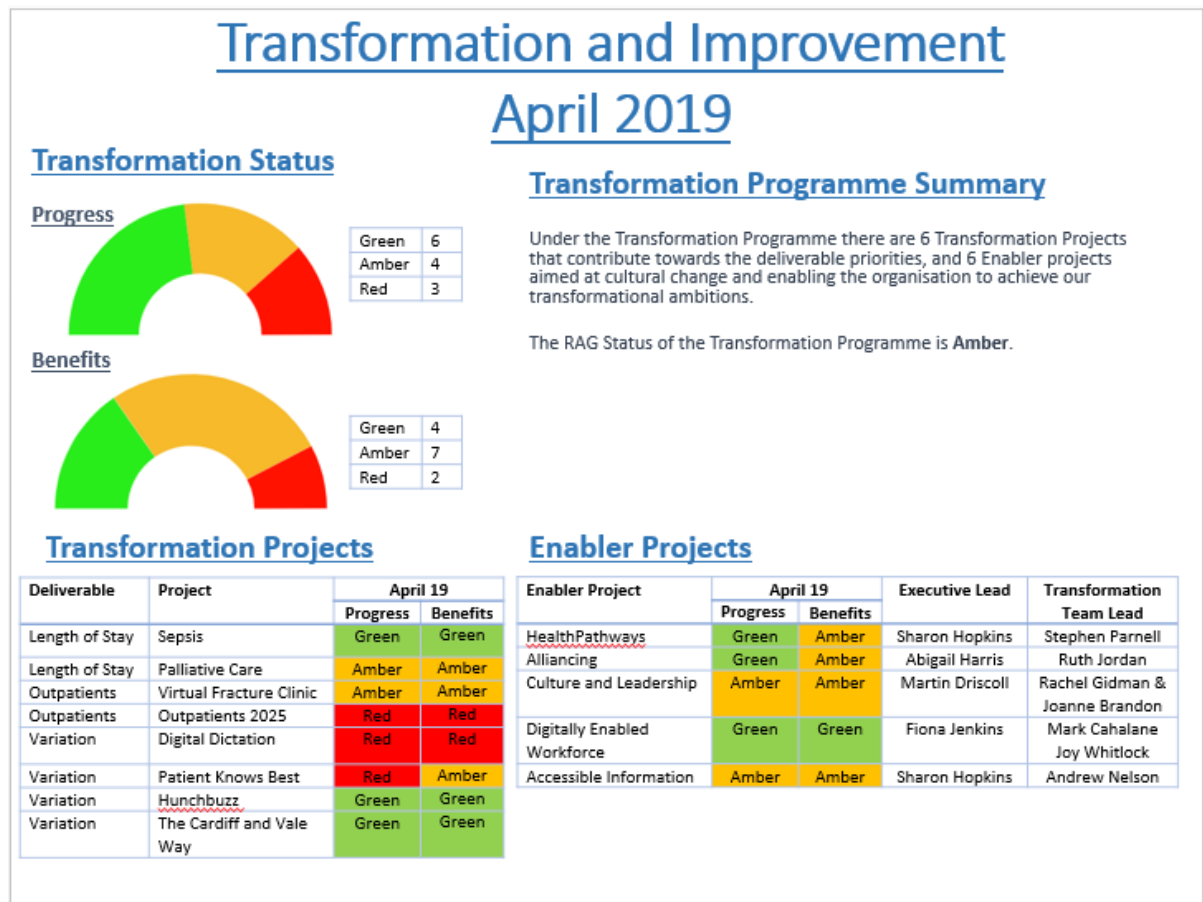 Transformation and Improvement
April 2019
Transformation Status
Progress
Green 6
Amber 4
Red 3
Benefits
Green 4
Amber 7
Red 2
Transformation Programme Summary
Under the Transformation Programme there are 6 Transformation Projects
that contribute towards the deliverable priorities, and 6 Enabler projects
aimed at cultural change and enabling the organisation to achieve our
transformational ambitions.
The RAG Status of the Transformation Programme is Amber.
Transformation Projects
Deliverable Project April 19
Progress Benefits
Length of Stay Sepsis Green Green
Length of Stay Palliative Care Amber Amber
Outpatients Virtual Fracture Clinic Amber Amber
Outpatients Outpatients 2025 Red Red
Variation Digital Dictation Red Red
Variation Patient Knows Best Red Amber
Variation Hunchbuzz Green Green
Variation The Cardiff and Vale Green Green
Way
Enabler Projects
Enabler Project April 19 Executive Lead Transformation
Progress Benefits Team Lead
HealthPathways Green Amber Sharon Hopkins Stephen Parnell
Alliancing Green Amber Abigail Harris Ruth Jordan
Culture and Leadership Amber Amber Martin Driscoll Rachel Gidman &
Joanne Brandon
Digitally Enabled Green Green Fiona Jenkins Mark Cahalane
Workforce Joy Whitlock
Accessible Information Amber Amber Sharon Hopkins Andrew Nelson